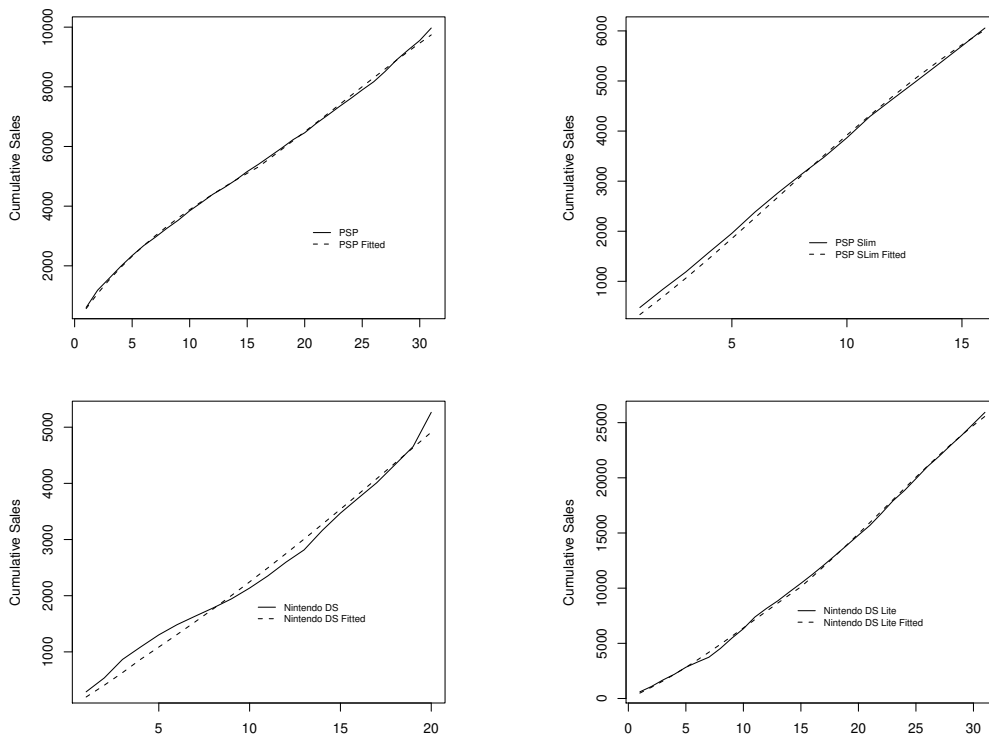 Cumulative Sales
2000 4000 6000 8000 10000
PSP
PSP Fitted
0 5 10 15 20 25 30
Cumulative Sales
1000 2000 3000 4000 5000 6000
PSP Slim
PSP SLim Fitted
5 10 15
Cumulative Sales
1000 2000 3000 4000 5000
Nintendo DS
Nintendo DS Fitted
5 10 15 20
Cumulative Sales
0 5000 10000 15000 20000 25000
Nintendo DS Lite
Nintendo DS Lite Fitted
0 5 10 15 20 25 30